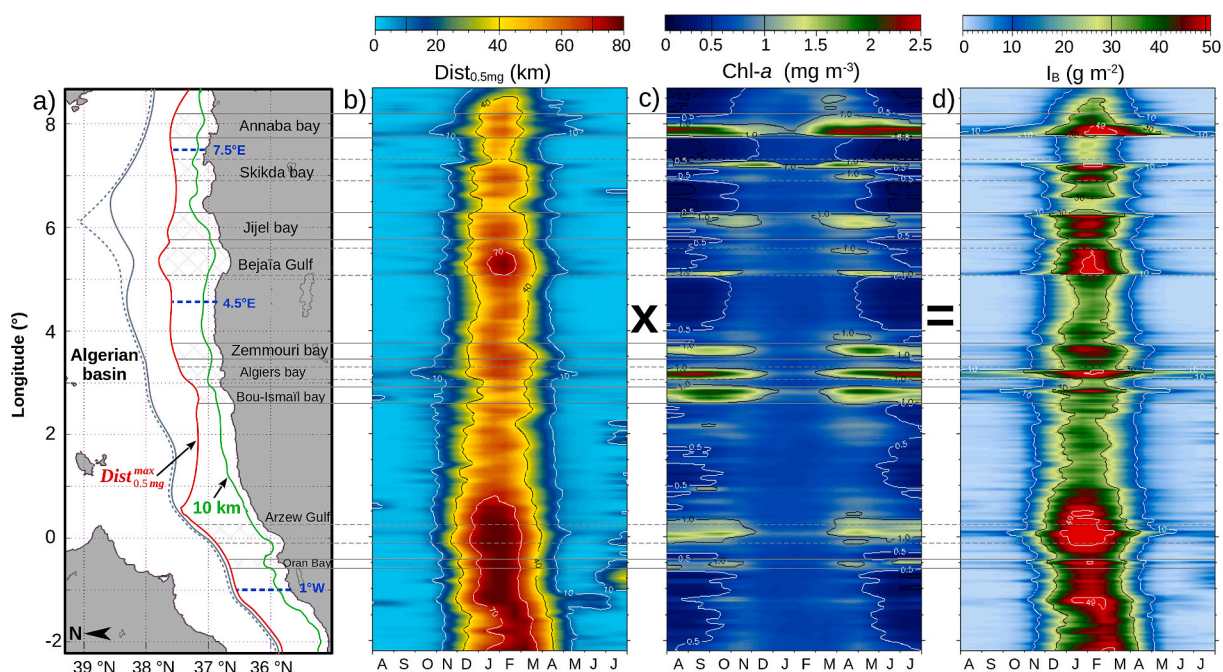 0 20 40 60 80
0 0.5 1 1.5 2 2.5
0 10 20 30 40 50
Dist0.5mg (km)
Chl-a (mg m-3)
IB (g m-2)
a)
b)
c)
d)
Longitude (°)
8
6
4
2
0
-2
Annaba bay
7.5°E
Skikda bay
Jijel bay
Bejaïa Gulf
4.5°E
Zemmouri bay
Algerian
basin
Algiers bay
Bou-Ismaïl bay
Dist max 0.5 mg
10 km
Arzew Gulf
Oran Bay
1°W
N
x
=
39 °N 38 °N 37°N 36°N
A S O N D J F M A M J J
A S O N D J F M A M J J
A S O N D J F M A M J J